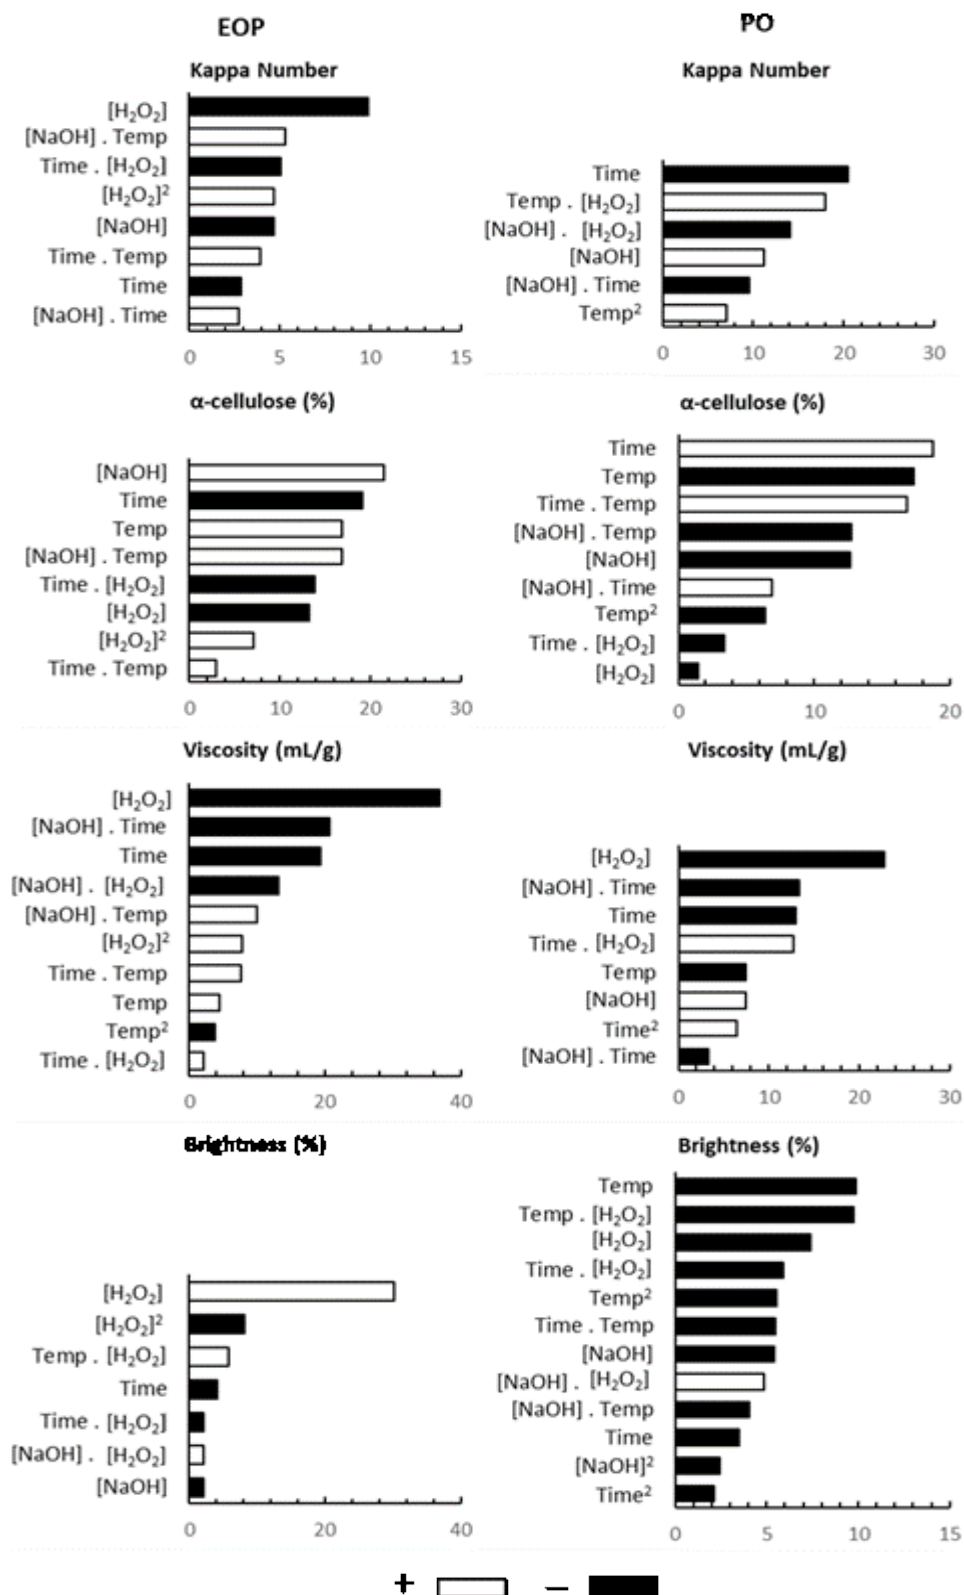 EOP
Kappa Number
[H₂O₂]
[NaOH] . Temp
Time . [H₂O₂]
[H₂O₂]²
[NaOH]
Time . Temp
Time
[NaOH] . Time
0 5 10 15
α-cellulose (%)
[NaOH]
Time
Temp
[NaOH] . Temp
Time . [H₂O₂]
[H₂O₂]
[H₂O₂]²
Time . Temp
0 10 20 30
Viscosity (mL/g)
[H₂O₂]
[NaOH] . Time
Time
[NaOH] . [H₂O₂]
[NaOH] . Temp
[H₂O₂]²
Time . Temp
Temp
Temp²
Time . [H₂O₂]
0 20 40
Brightness (%)
[H₂O₂]
[H₂O₂]²
Temp . [H₂O₂]
Time
Time . [H₂O₂]
[NaOH] . [H₂O₂]
[NaOH]
0 20 40
PO
Kappa Number
Time
Temp . [H₂O₂]
[NaOH] . [H₂O₂]
[NaOH]
[NaOH] . Time
Temp²
0 10 20 30
α-cellulose (%)
Time
Temp
Time . Temp
[NaOH] . Temp
[NaOH]
[NaOH] . Time
Temp²
Time . [H₂O₂]
[H₂O₂]
0 10 20
Viscosity (mL/g)
[H₂O₂]
[NaOH] . Time
Time
Time . [H₂O₂]
Temp
[NaOH]
Time²
[NaOH] . Time
0 10 20 30
Brightness (%)
Temp
Temp . [H₂O₂]
[H₂O₂]
Time . [H₂O₂]
Temp²
Time . Temp
[NaOH]
[NaOH] . [H₂O₂]
[NaOH] . Temp
Time
[NaOH]²
Time²
0 5 10 15
+ −